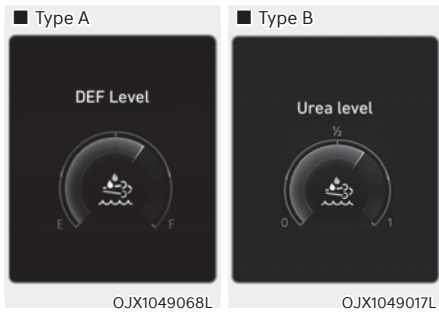 ■ Type A
DEF Level
E F
OJX1049068L
■ Type B
Urea level
½
0 1
OJX1049017L